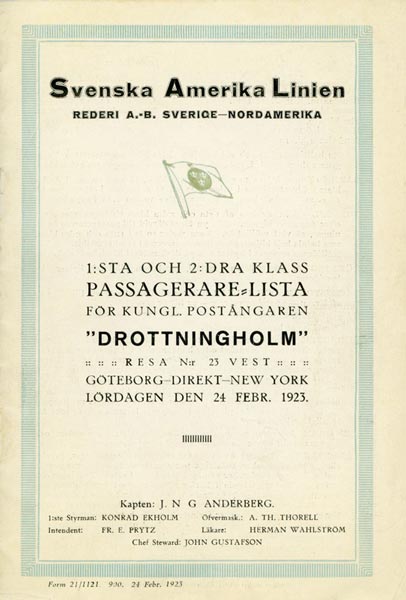 Svenska Amerika Linien
REDERI A.-B. SVERIGE—NORDAMERIKA
1:STA OCH 2:DRA KLASS
PASSAGERARE-LISTA
FÖR KUNGL. POSTÅNGAREN
"DROTTNINGHOLM"
:: :: :: RESA N:r 23 VEST :: :: ::
GÖTEBORG—DIREKT—NEW YORK
LÖRDAGEN DEN 24 FEBR. 1923.
Kapten: J. N G ANDERBERG.
1:ste Styrman: KONRAD EKHOLM Öfvermask.: A. TH. THORELL
Intendent: FR. E. PRYTZ Läkare: HERMAN WAHLSTRÖM
Chef Steward: JOHN GUSTAFSON
Form 21/1121 900. 24 Febr. 1923